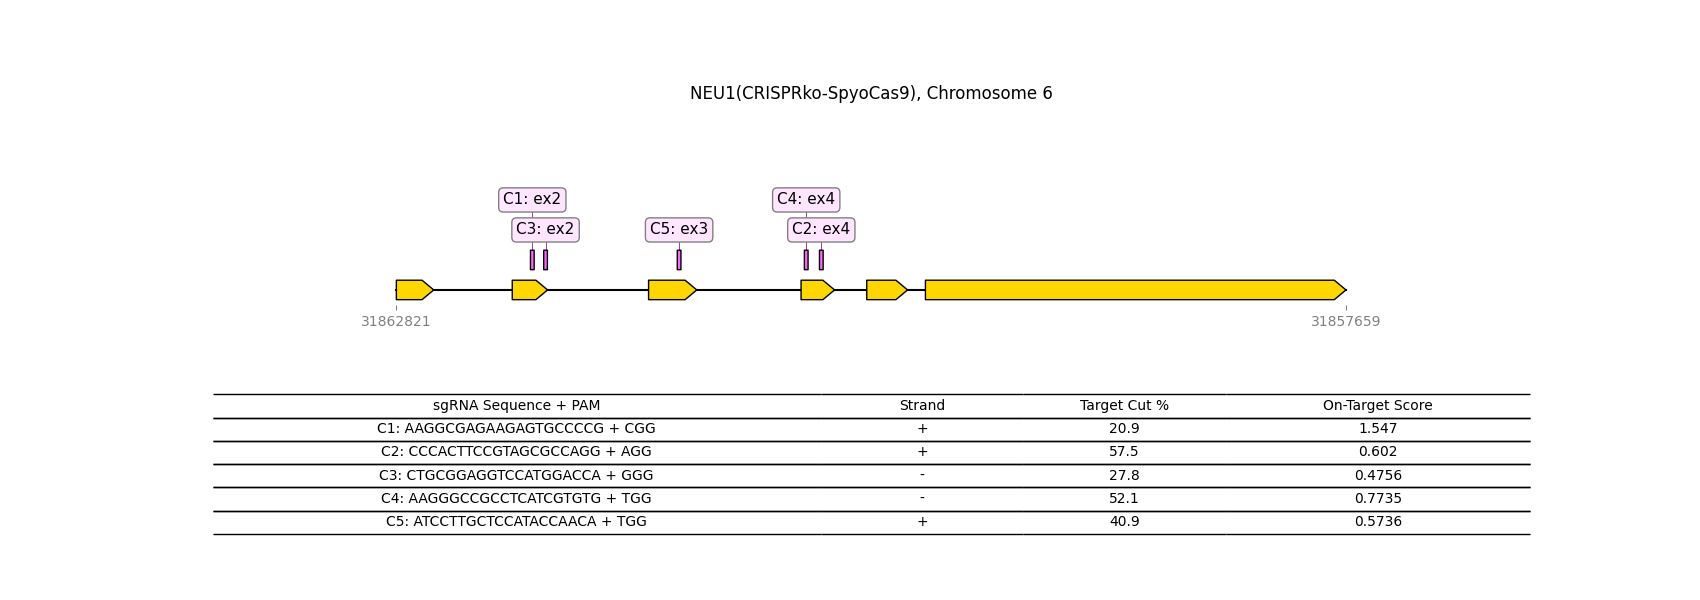 NEU1(CRISPRko-SpyoCas9), Chromosome 6
C1: ex2
C4: ex4
C3: ex2
C5: ex3
C2: ex4
31862821
31857659
sgRNA Sequence + PAM Strand Target Cut % On-Target Score
C1: AAGGCGAGAAGAGTGCCCCG + CGG + 20.9 1.547
C2: CCCACTTCCGTAGCGCCAGG + AGG + 57.5 0.602
C3: CTGCGGAGGTCCATGGACCA + GGG - 27.8 0.4756
C4: AAGGGCCGCCTCATCGTGTG + TGG - 52.1 0.7735
C5: ATCCTTGCTCCATACCAACA + TGG + 40.9 0.5736